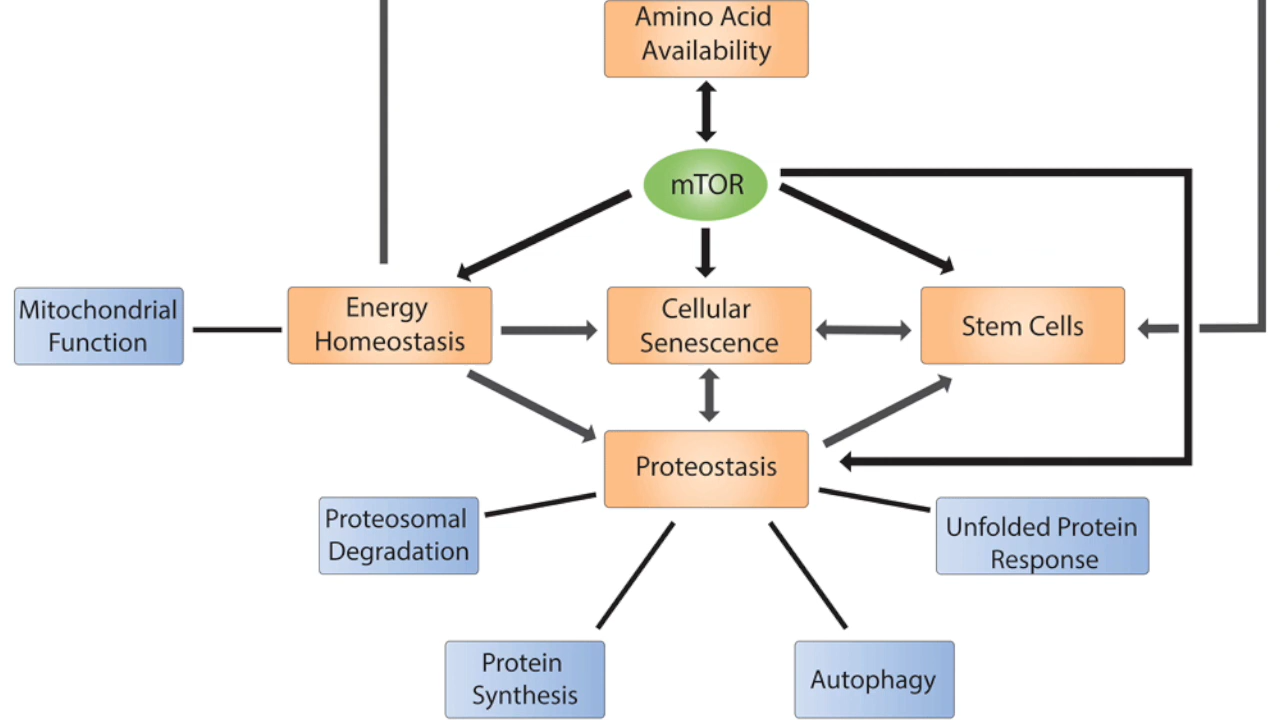 Amino Acid
Availability
mTOR
Mitochondrial
Function
Energy
Homeostasis
Cellular
Senescence
Stem Cells
Proteostasis
Proteosomal
Degradation
Unfolded Protein
Response
Protein
Synthesis
Autophagy